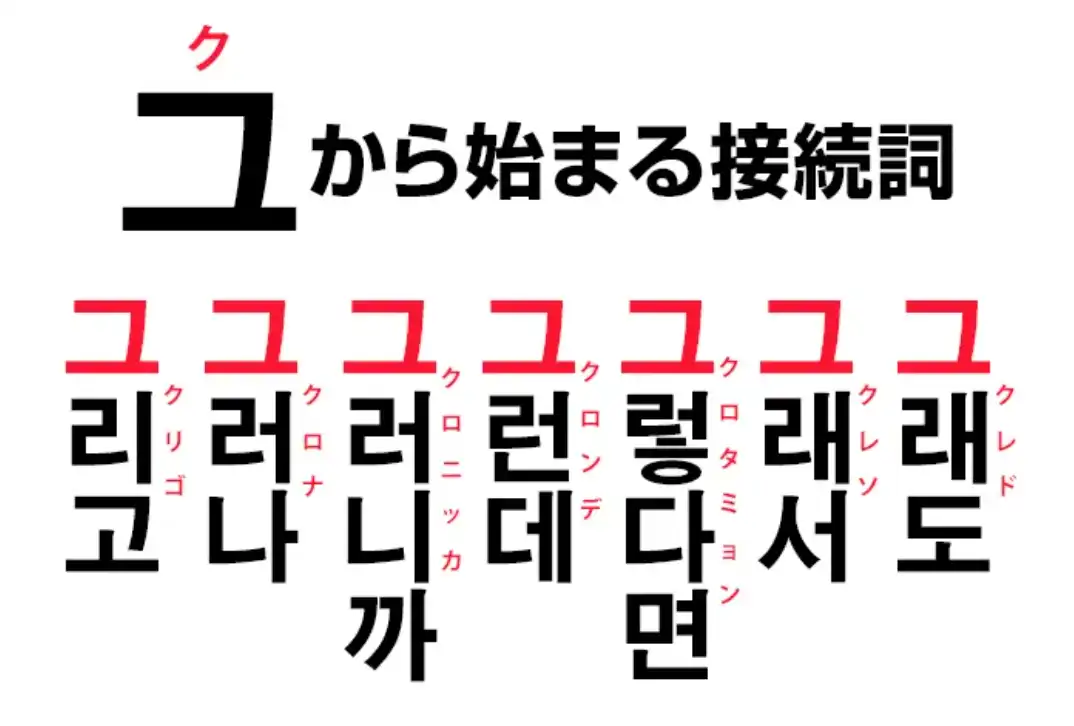 ク
그から始まる接続詞
그리고
クリゴ
그러나
クロナ
그러니까
クロニッカ
그런데
クロンデ
그렇다면
クロタミョン
그래서
クレソ
그래도
クレド